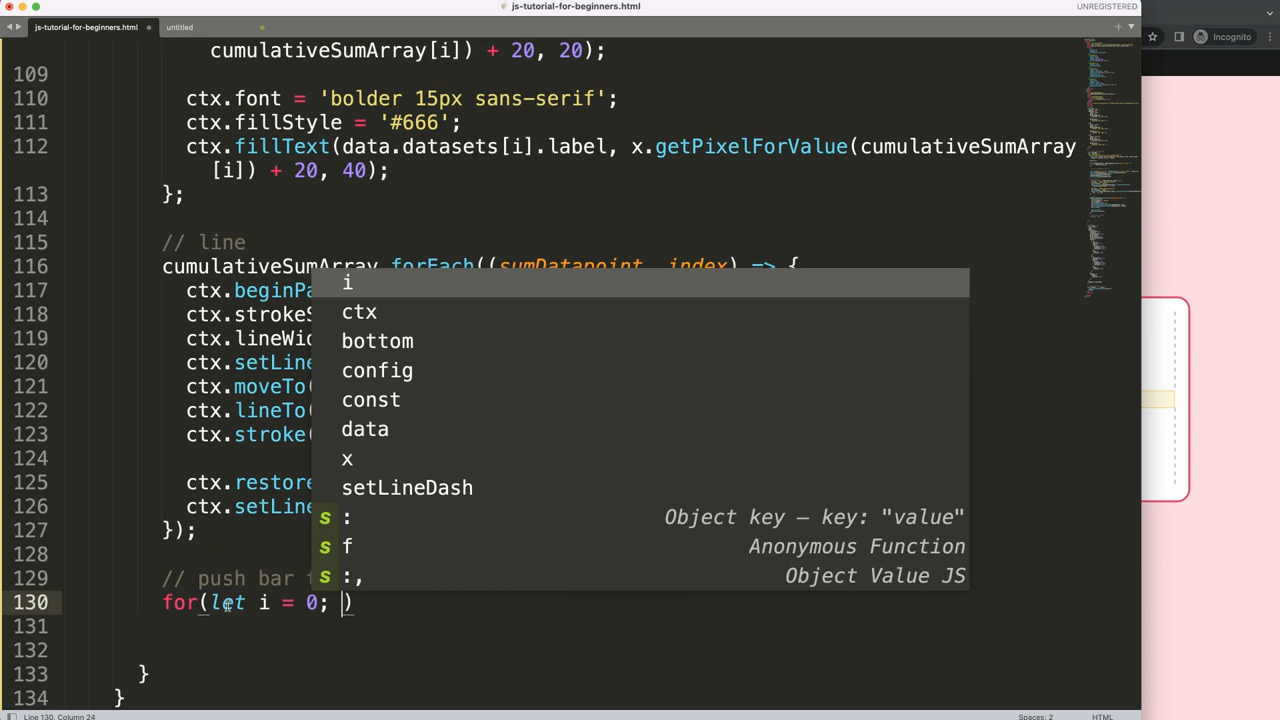 js-tutorial-for-beginners.html
UNREGISTERED
js-tutorial-for-beginners.html
untitled
Incognito
cumulativeSumArray[i]) + 20, 20);
109
110 ctx.font = 'bolder 15px sans-serif';
111 ctx.fillStyle = '#666';
112 ctx.fillText(data.datasets[i].label, x.getPixelForValue(cumulativeSumArray
[i]) + 20, 40);
113 };
114
115 // line
116 cumulativeSumArray.forEach((sumDatapoint, index) => {
117 ctx.beginPa
118 ctx.strokeS
119 ctx.lineWid
120 ctx.setLine
121 ctx.moveTo(
122 ctx.lineTo(
123 ctx.stroke(
124
125 ctx.restore
126 ctx.setLine
127 });
128
129 // push bar
130 for(let i = 0; )
131
132
133 }
134 }
i
ctx
bottom
config
const
data
x
setLineDash
s : Object key – key: "value"
s f Anonymous Function
s :, Object Value JS
Line 130, Column 24
Spaces: 2
HTML